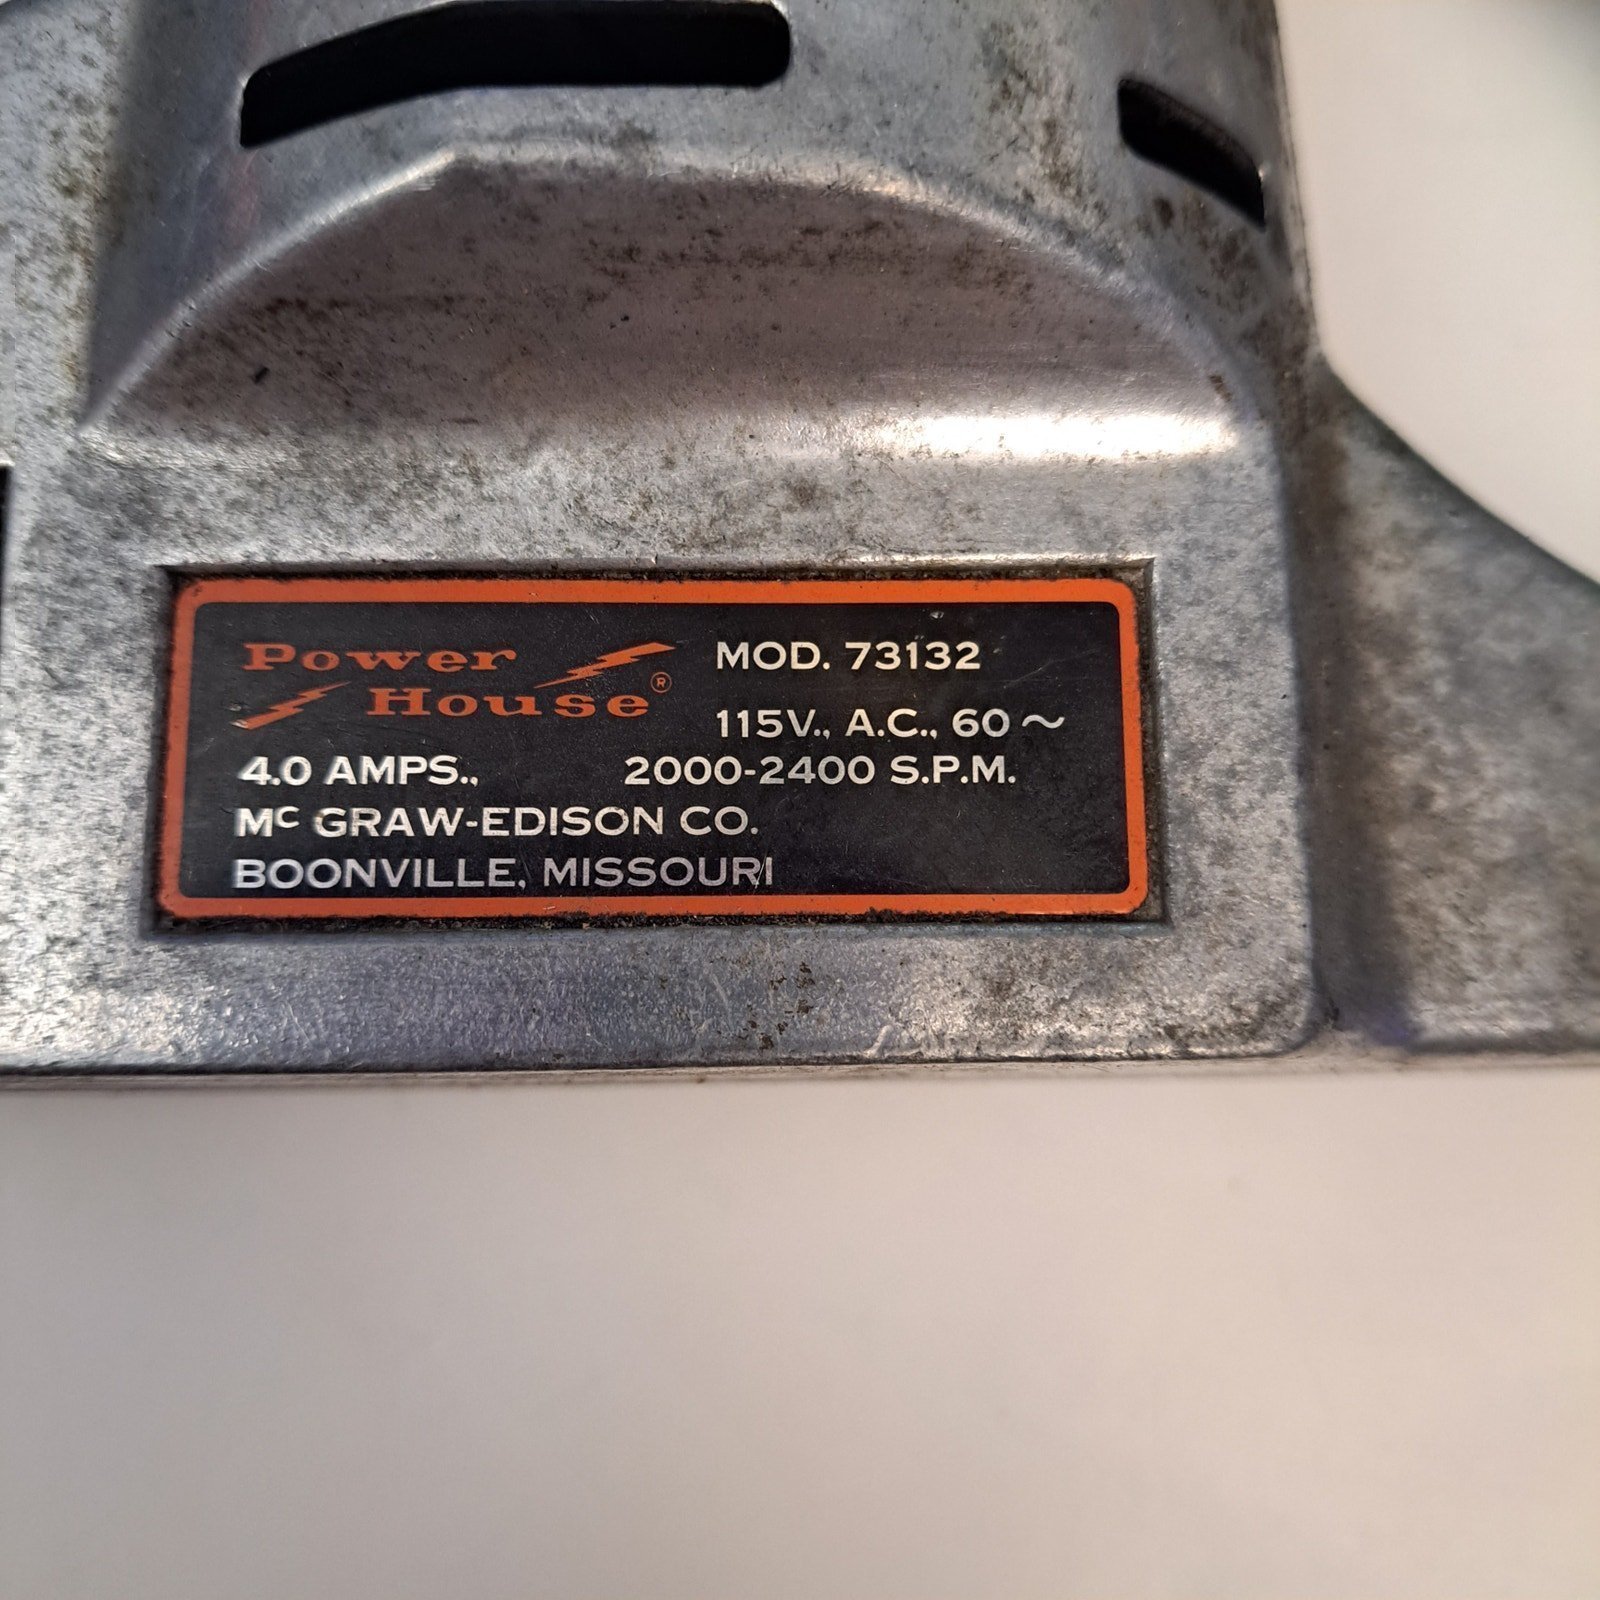 Power
House®
MOD. 73132
115V., A.C., 60~
4.0 AMPS., 2000-2400 S.P.M.
Mc GRAW-EDISON CO.
BOONVILLE, MISSOURI